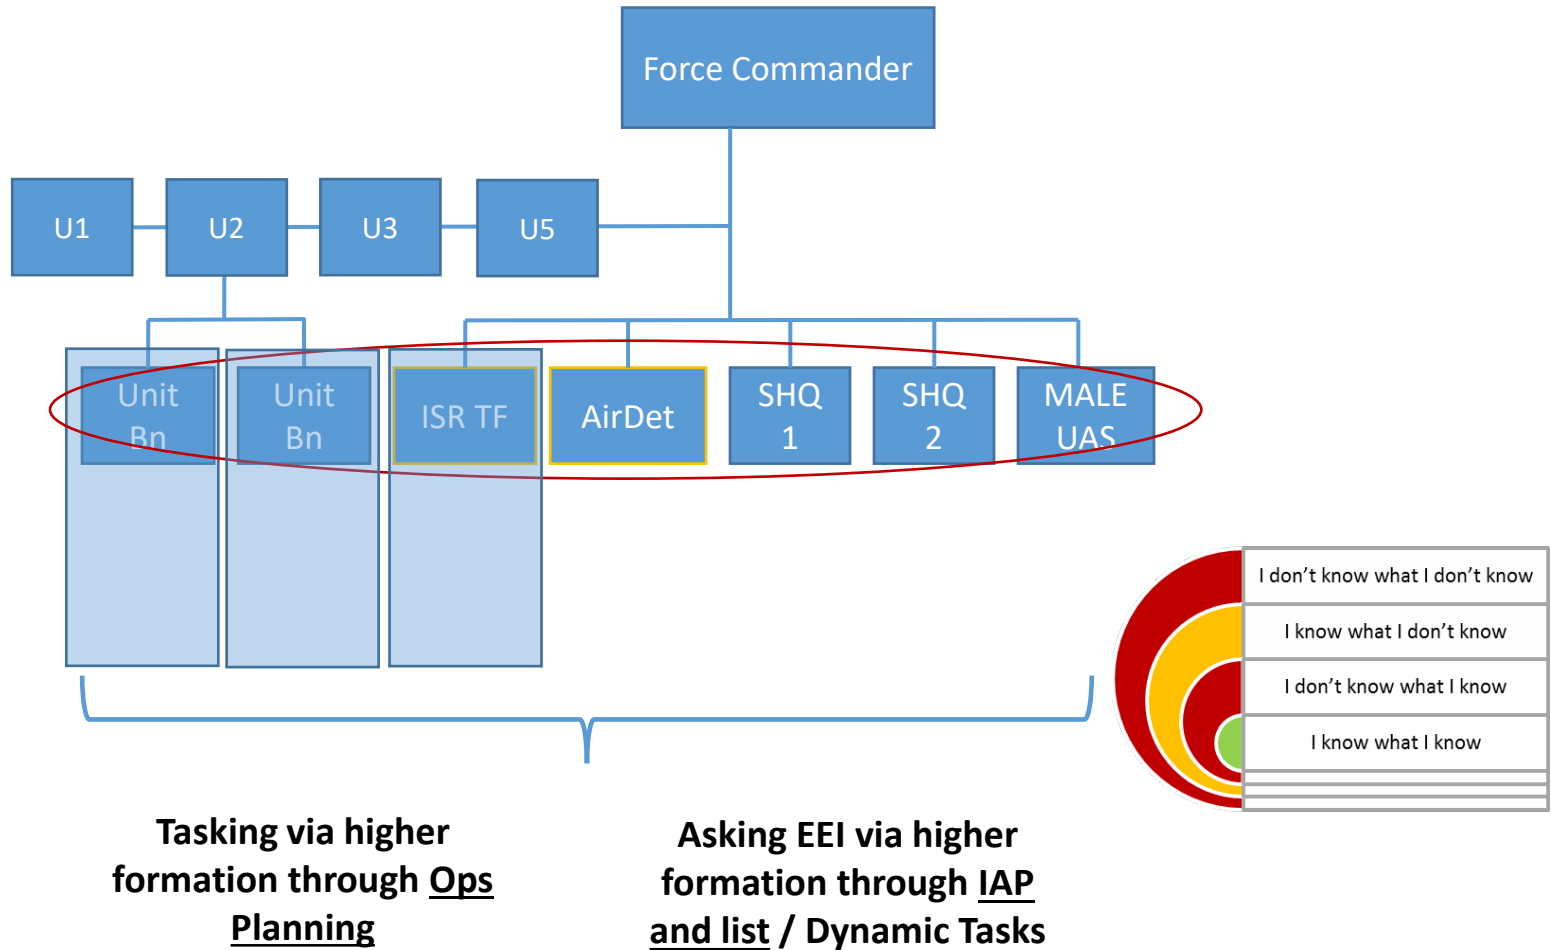 Force Commander
U1
U2
U3
U5
Unit
Bn
Unit
Bn
ISR TF
AirDet
SHQ
1
SHQ
2
MALE
UAS
I don’t know what I don’t know
I know what I don’t know
I don’t know what I know
I know what I know
Tasking via higher
formation through Ops
Planning
Asking EEI via higher
formation through IAP
and list / Dynamic Tasks